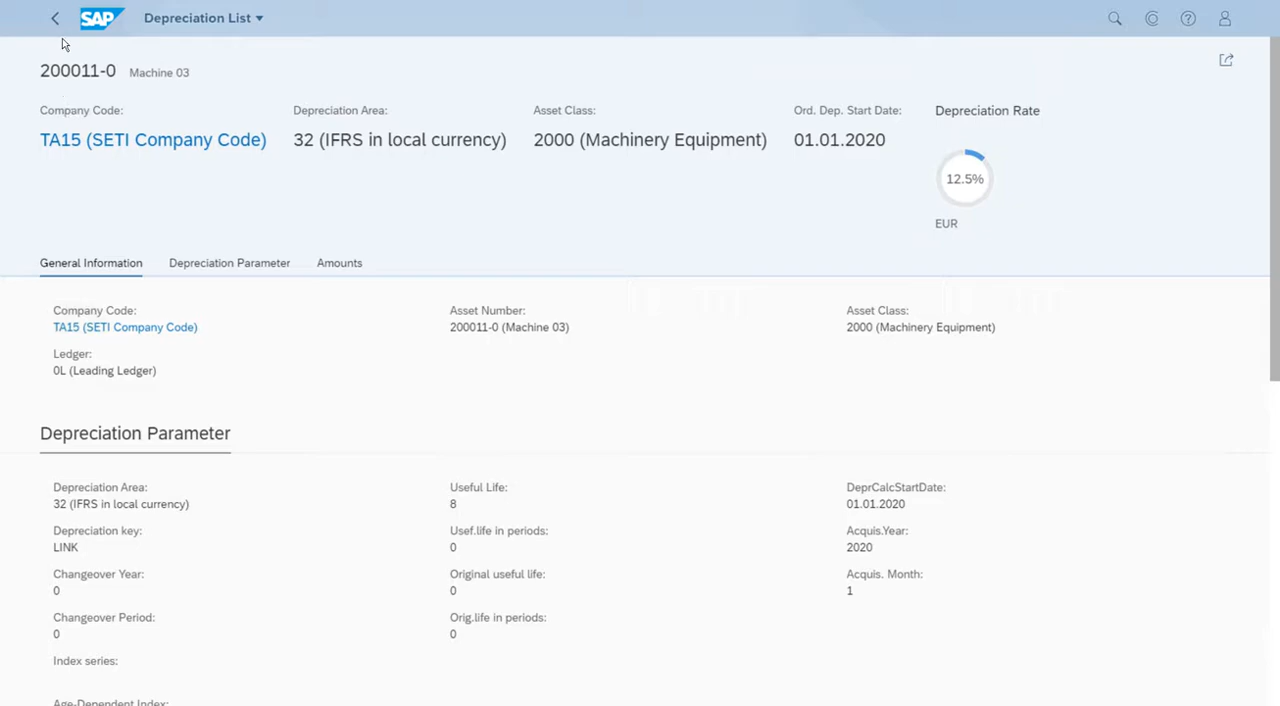 SAP Depreciation List
200011-0 Machine 03
Company Code: Depreciation Area: Asset Class: Ord. Dep. Start Date: Depreciation Rate
TA15 (SETI Company Code) 32 (IFRS in local currency) 2000 (Machinery Equipment) 01.01.2020
12.5%
EUR
General Information Depreciation Parameter Amounts
Company Code: Asset Number: Asset Class:
TA15 (SETI Company Code) 200011-0 (Machine 03) 2000 (Machinery Equipment)
Ledger:
0L (Leading Ledger)
Depreciation Parameter
Depreciation Area: Useful Life: DeprCalcStartDate:
32 (IFRS in local currency) 8 01.01.2020
Depreciation key: Usef.life in periods: Acquis.Year:
LINK 0 2020
Changeover Year: Original useful life: Acquis. Month:
0 0 1
Changeover Period: Orig.life in periods:
0 0
Index series:
Age-Dependent Index: